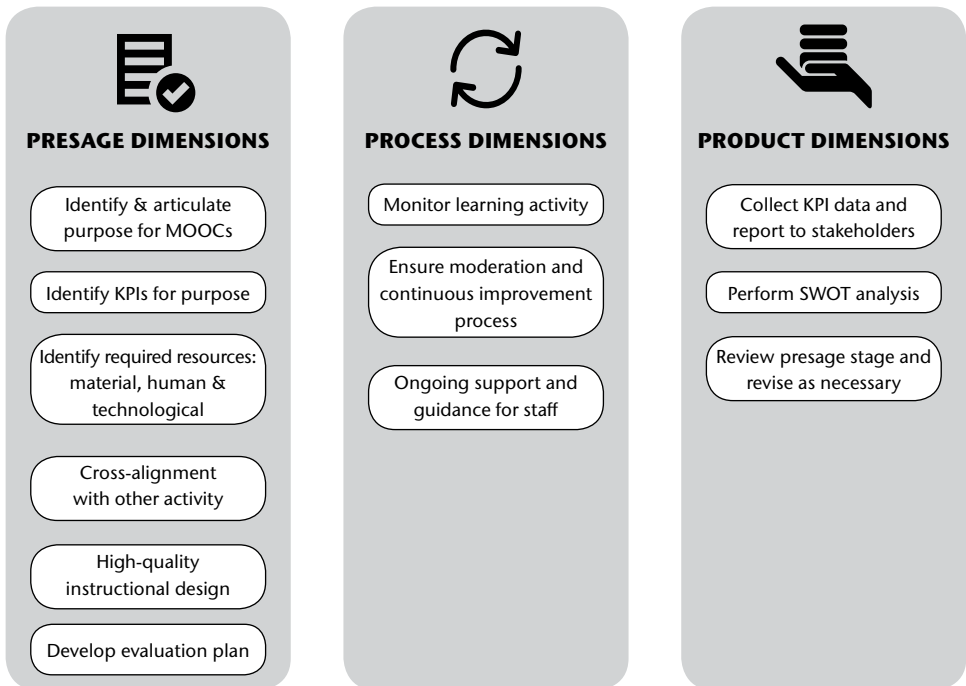 PRESAGE DIMENSIONS
Identify & articulate
purpose for MOOCs
Identify KPIs for purpose
Identify required resources:
material, human &
technological
Cross-alignment
with other activity
High-quality
instructional design
Develop evaluation plan
PROCESS DIMENSIONS
Monitor learning activity
Ensure moderation and
continuous improvement
process
Ongoing support and
guidance for staff
PRODUCT DIMENSIONS
Collect KPI data and
report to stakeholders
Perform SWOT analysis
Review presage stage and
revise as necessary